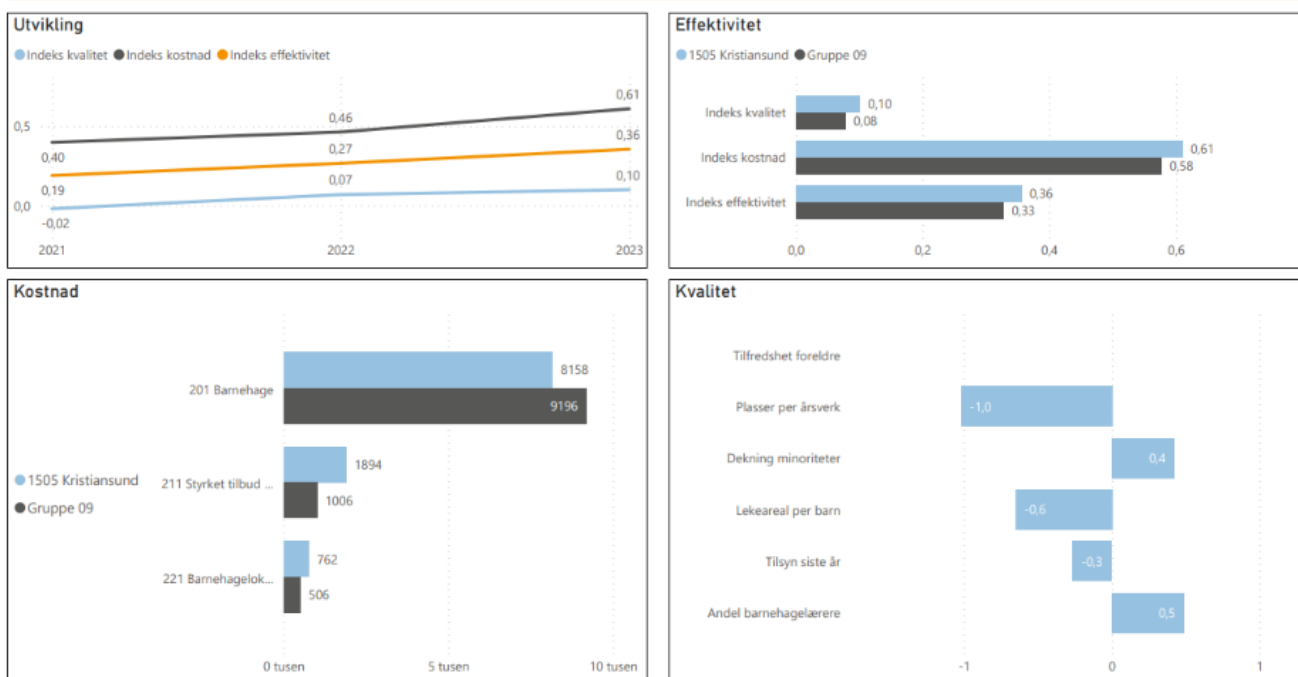 Utvikling
Indeks kvalitet Indeks kostnad Indeks effektivitet
0,61
0,46
0,5
0,40
0,36
0,27
0,19
0,10
0,07
0,0
-0,02
2021 2022 2023
Effektivitet
1505 Kristiansund Gruppe 09
Indeks kvalitet
0,10
0,08
Indeks kostnad
0,61
0,58
Indeks effektivitet
0,36
0,33
0,0 0,2 0,4 0,6
Kostnad
1505 Kristiansund
Gruppe 09
201 Barnehage
8158
9196
211 Styrket tilbud ...
1894
1006
221 Barnehagelok...
762
506
0 tusen 5 tusen 10 tusen
Kvalitet
Tilfredshet foreldre
Plasser per årsverk -1,0
Dekning minoriteter 0,4
Lekeareal per barn -0,6
Tilsyn siste år -0,3
Andel barnehagelærere 0,5
-1 0 1